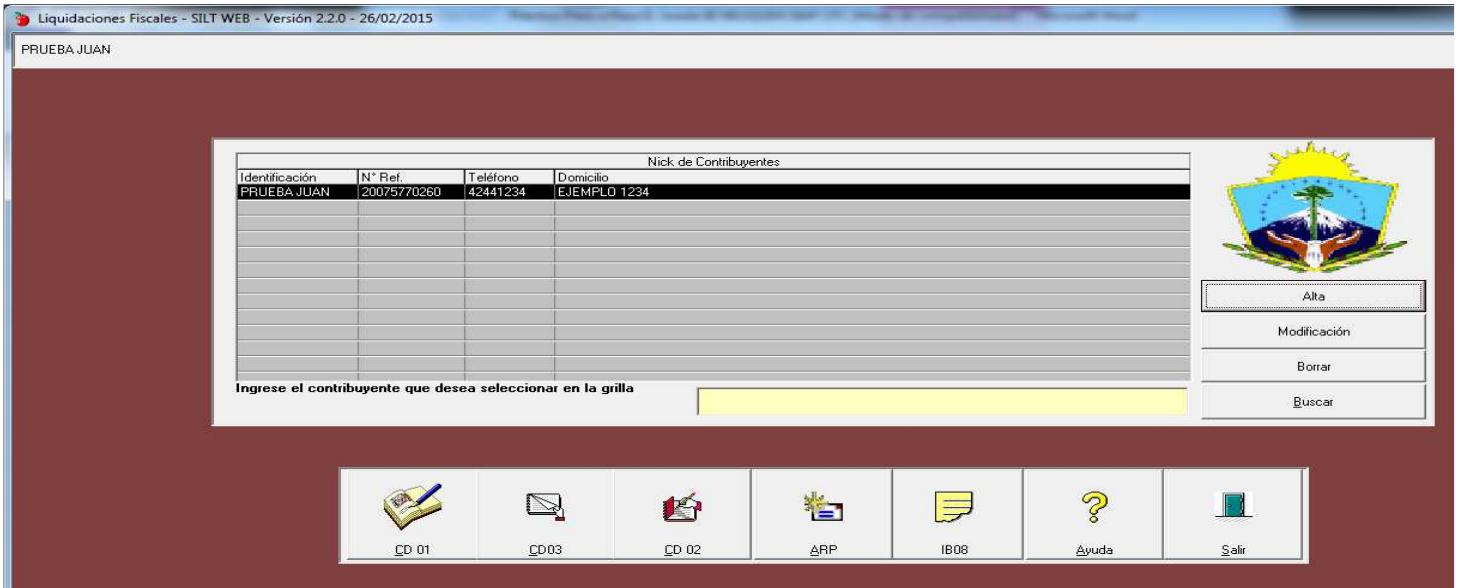 Liquidaciones Fiscales - SILT WEB - Versión 2.2.0 - 26/02/2015
PRUEBA JUAN
Nick de Contribuyentes
Identificación N° Ref. Teléfono Domicilio
PRUEBA JUAN 20075770260 42441234 EJEMPLO 1234
Alta
Modificación
Borrar
Buscar
Ingrese el contribuyente que desea seleccionar en la grilla
CD 01 CD03 CD 02 ARP IB08 Ayuda Salir